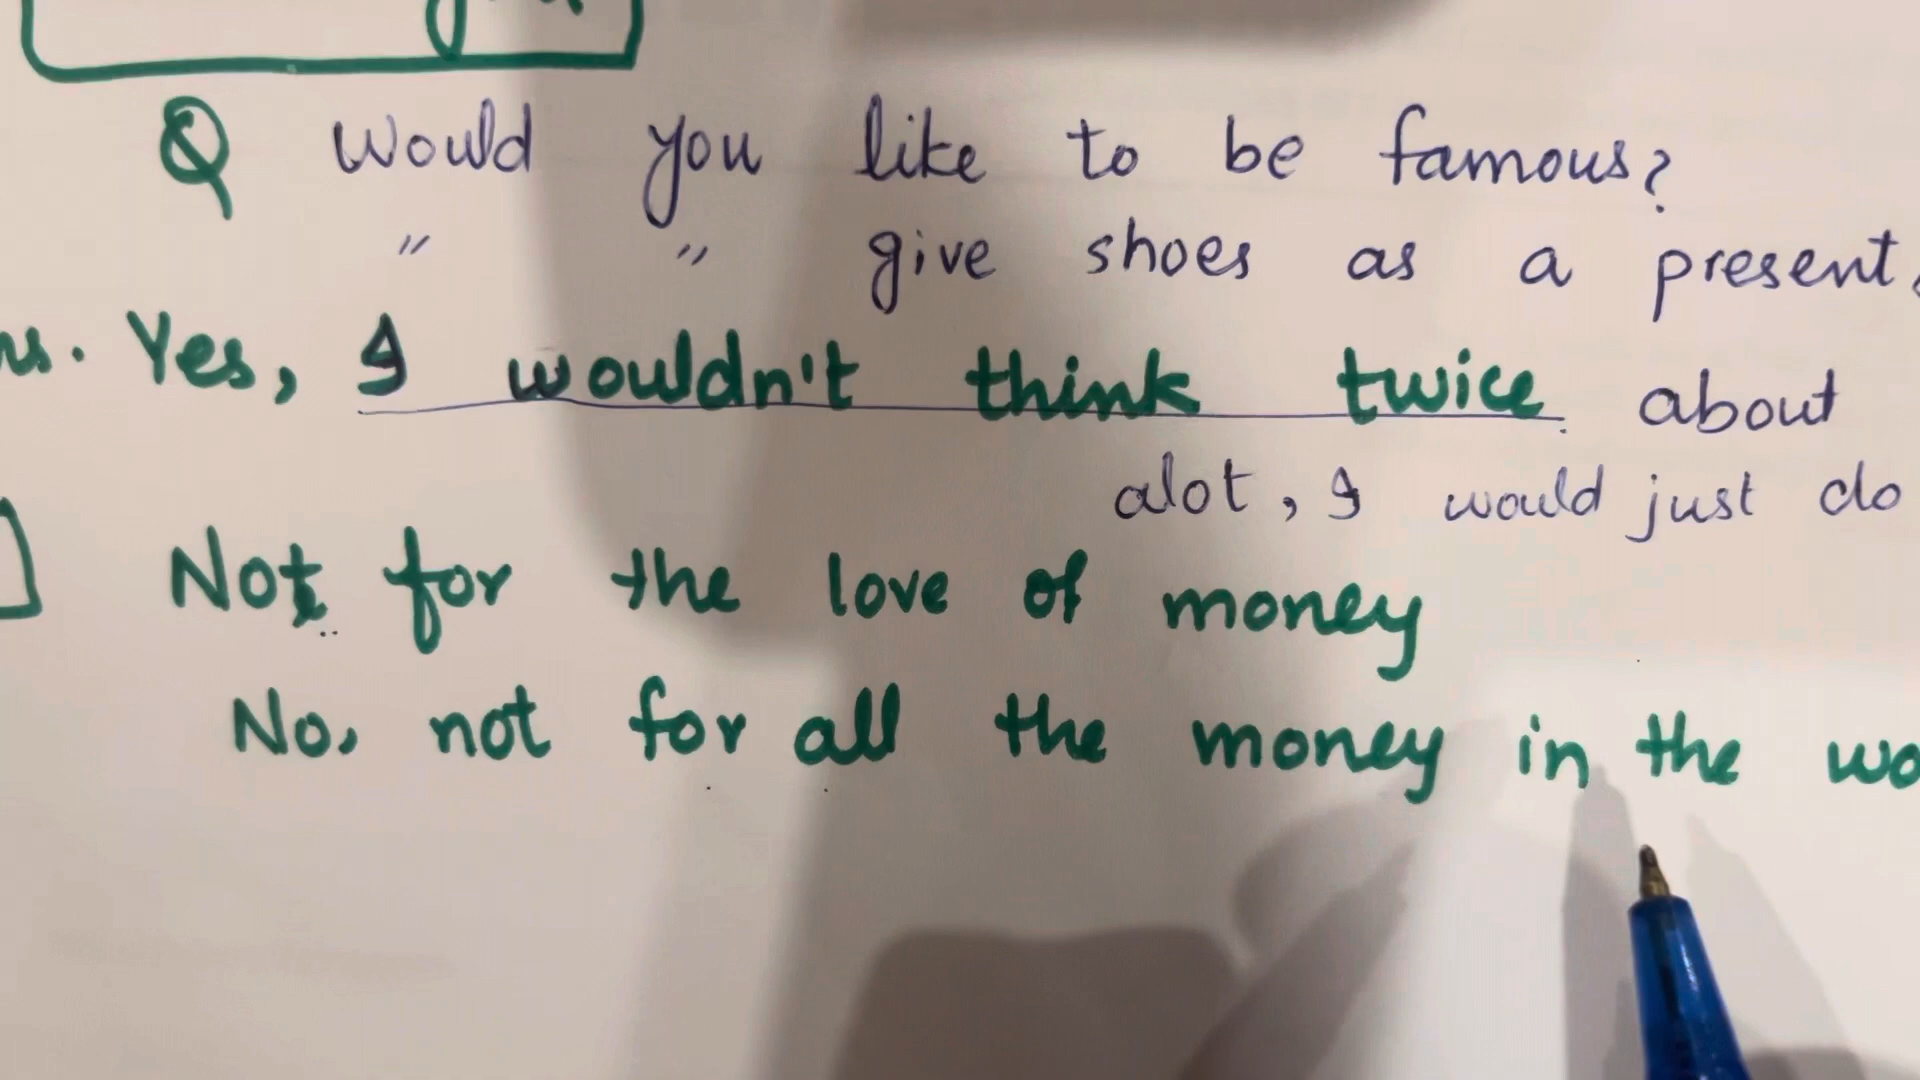 Q Would you like to be famous?
" " give shoes as a present
Yes, I wouldn't think twice about
alot, I would just do
Not for the love of money
No, not for all the money in the